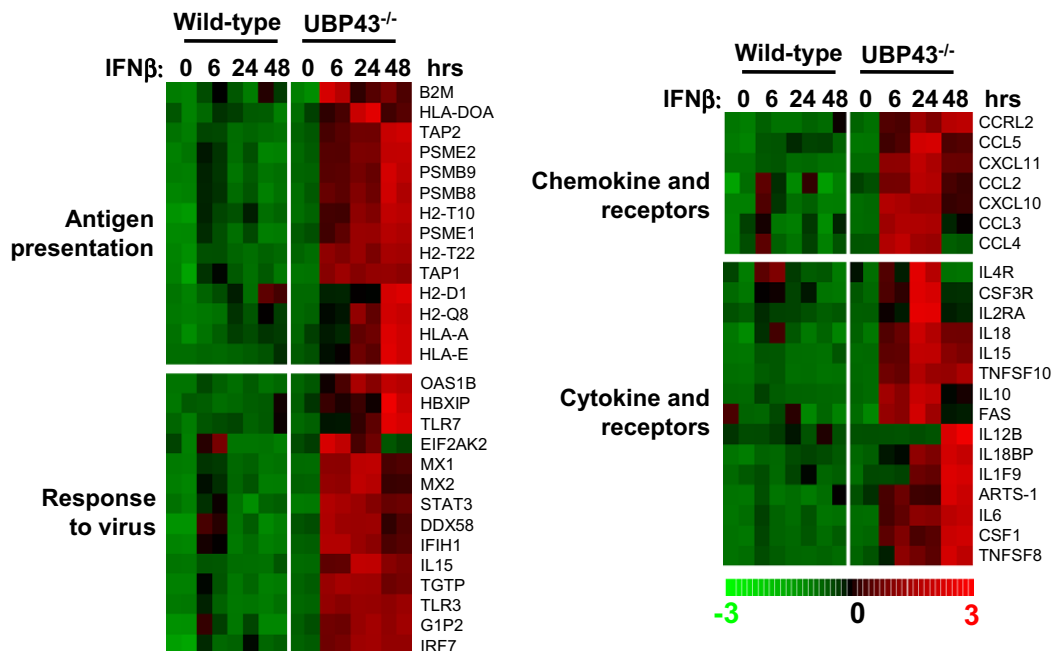 Wild-type UBP43-/-
IFNβ: 0 6 24 48 0 6 24 48 hrs
B2M
HLA-DOA
TAP2
PSME2
PSMB9
PSMB8
H2-T10
PSME1
H2-T22
TAP1
H2-D1
H2-Q8
HLA-A
HLA-E
Antigen
presentation
OAS1B
HBXIP
TLR7
EIF2AK2
MX1
MX2
STAT3
DDX58
IFIH1
IL15
TGTP
TLR3
G1P2
IRF7
Response
to virus
Wild-type UBP43-/-
IFNβ: 0 6 24 48 0 6 24 48 hrs
CCRL2
CCL5
CXCL11
CCL2
CXCL10
CCL3
CCL4
Chemokine and
receptors
IL4R
CSF3R
IL2RA
IL18
IL15
TNFSF10
IL10
FAS
IL12B
IL18BP
IL1F9
ARTS-1
IL6
CSF1
TNFSF8
Cytokine and
receptors
-3 0 3